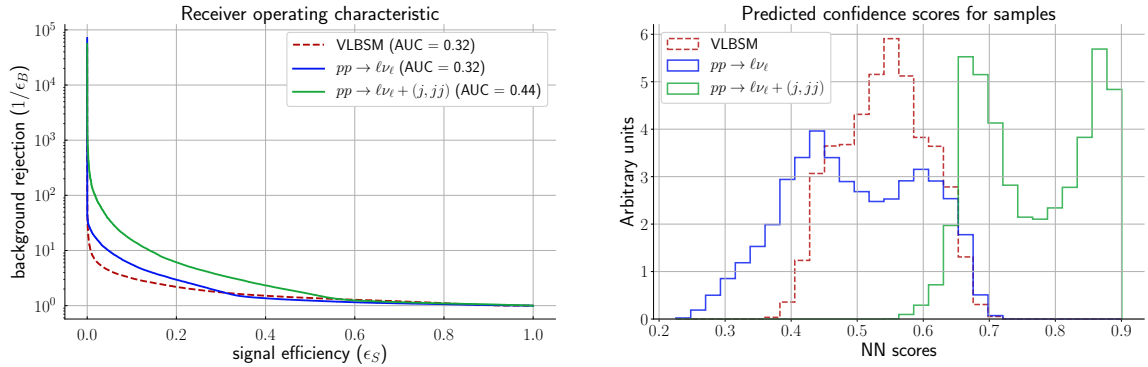 Receiver operating characteristic
VLBSM (AUC = 0.32)
pp → ℓν_ℓ (AUC = 0.32)
pp → ℓν_ℓ + (j, jj) (AUC = 0.44)
background rejection (1/ϵ_B)
10^5
10^4
10^3
10^2
10^1
10^0
0.0 0.2 0.4 0.6 0.8 1.0
signal efficiency (ϵ_S)
Predicted confidence scores for samples
VLBSM
pp → ℓν_ℓ
pp → ℓν_ℓ + (j, jj)
Arbitrary units
6
5
4
3
2
1
0
0.2 0.3 0.4 0.5 0.6 0.7 0.8 0.9
NN scores